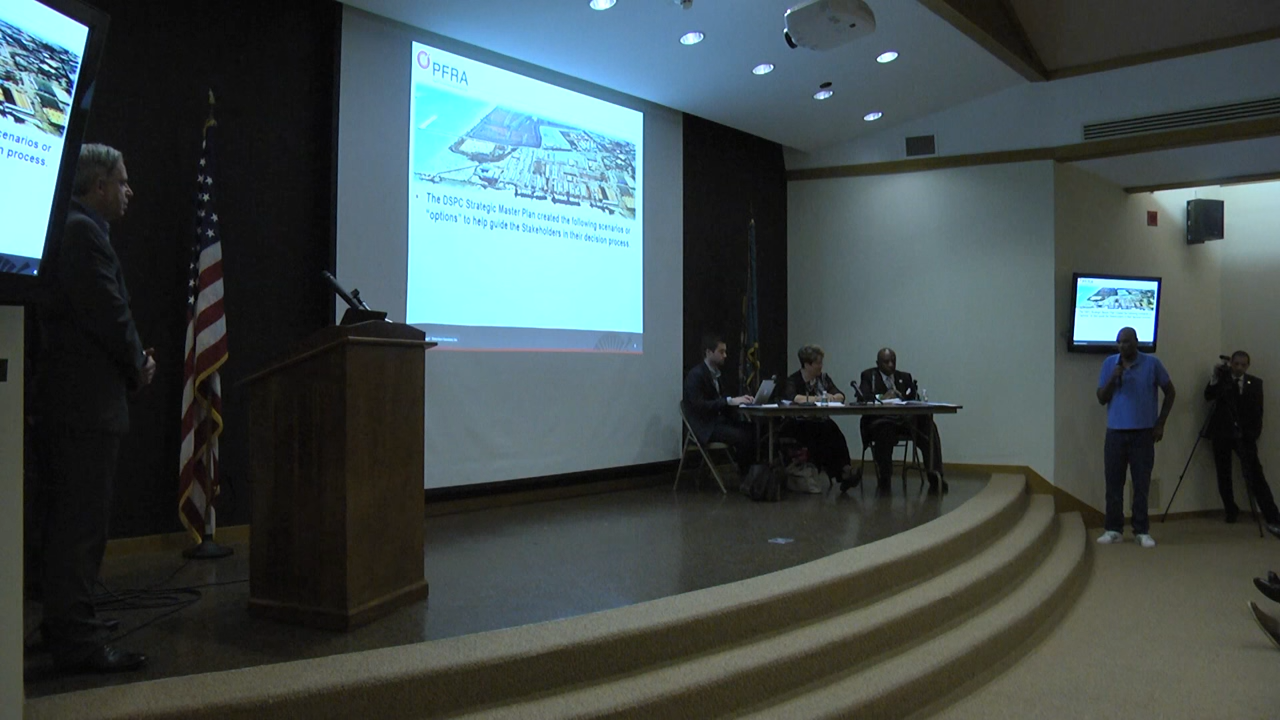 PFRA
The DSPC Strategic Master Plan created the following scenarios or
"options" to help guide the Stakeholders in their decision process.
cenarios or
n process.